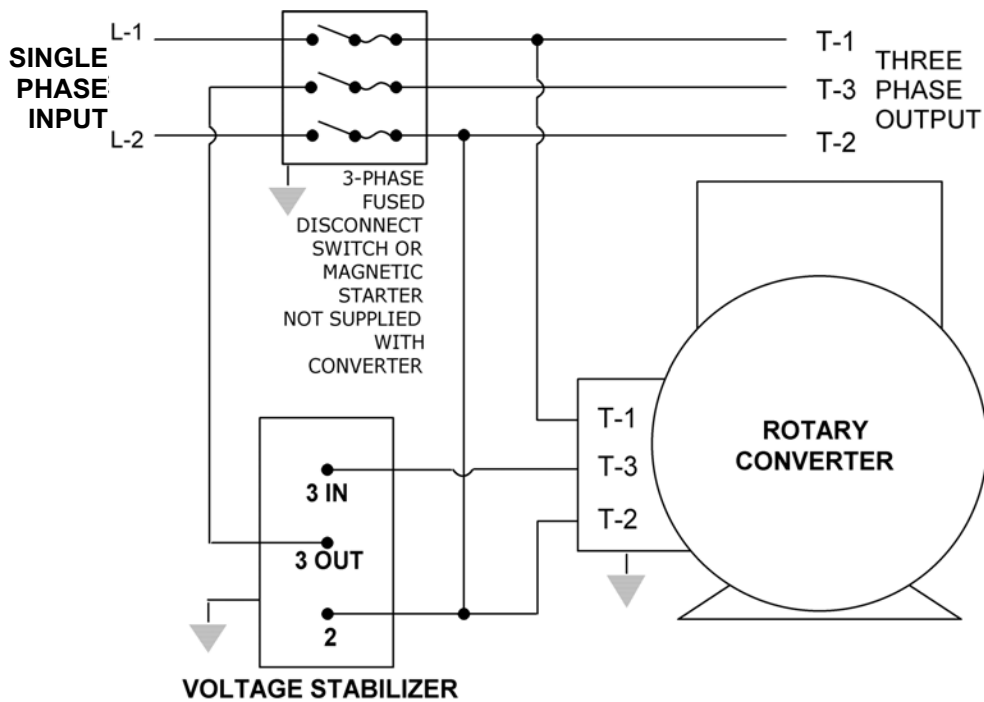 L-1
SINGLE
PHASE
INPUT
L-2
T-1
T-3
T-2
THREE
PHASE
OUTPUT
3-PHASE
FUSED
DISCONNECT
SWITCH OR
MAGNETIC
STARTER
NOT SUPPLIED
WITH
CONVERTER
T-1
T-3
T-2
ROTARY
CONVERTER
3 IN
3 OUT
2
VOLTAGE STABILIZER